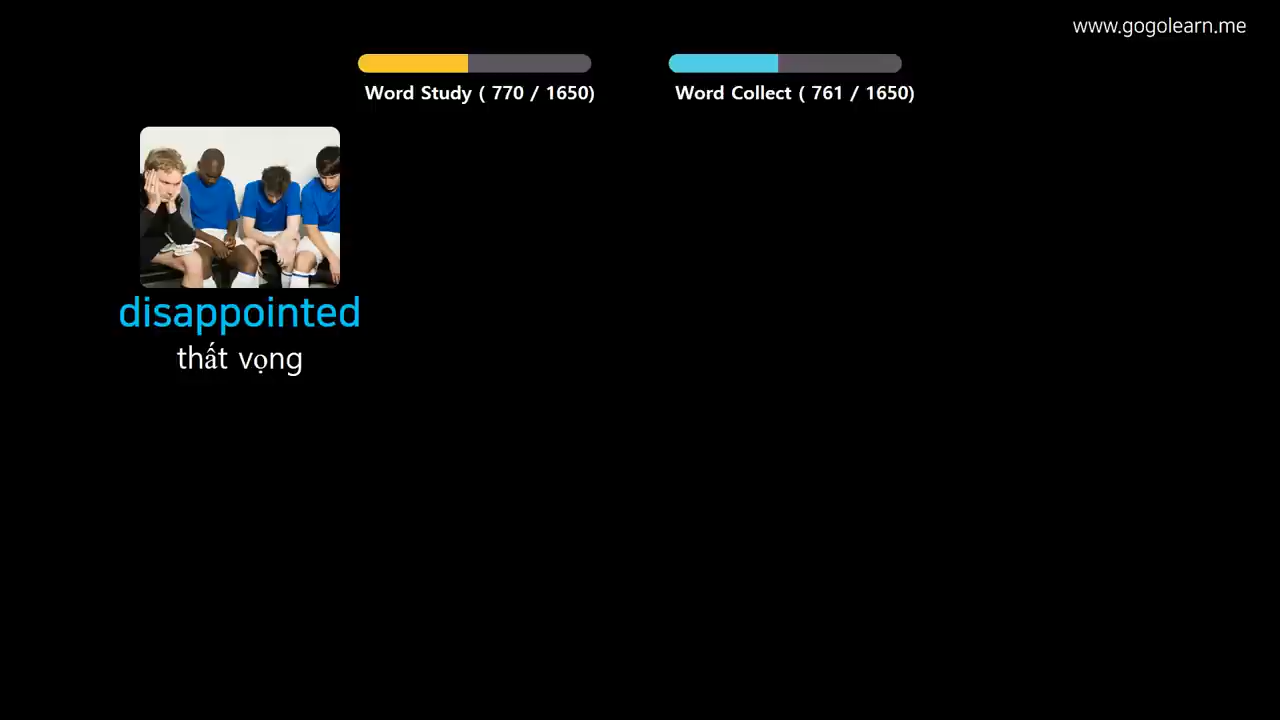 www.gogolearn.me
Word Study ( 770 / 1650)
Word Collect ( 761 / 1650)
disappointed
thất vọng